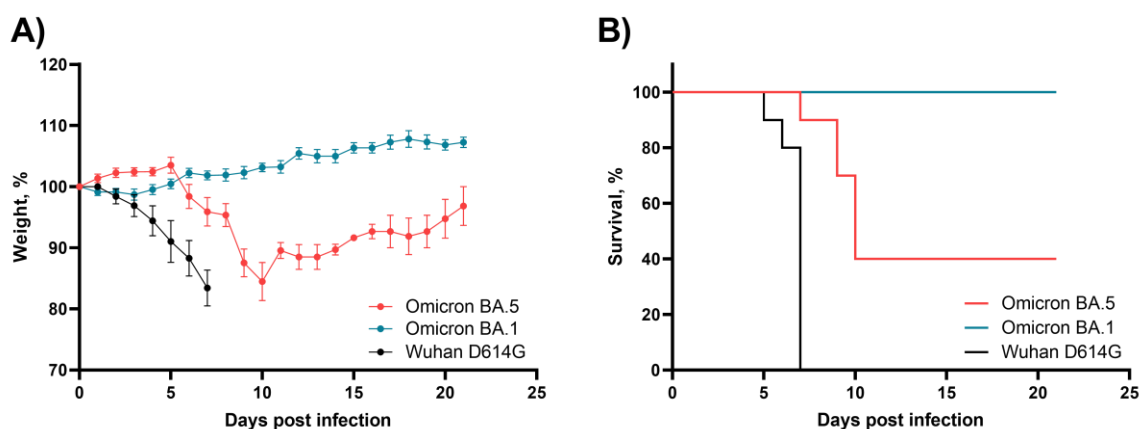 A)
120
110
100
90
80
70
Weight, %
0 5 10 15 20 25
Days post infection
Omicron BA.5
Omicron BA.1
Wuhan D614G
B)
100
80
60
40
20
0
Survival, %
0 5 10 15 20 25
Days post infection
Omicron BA.5
Omicron BA.1
Wuhan D614G